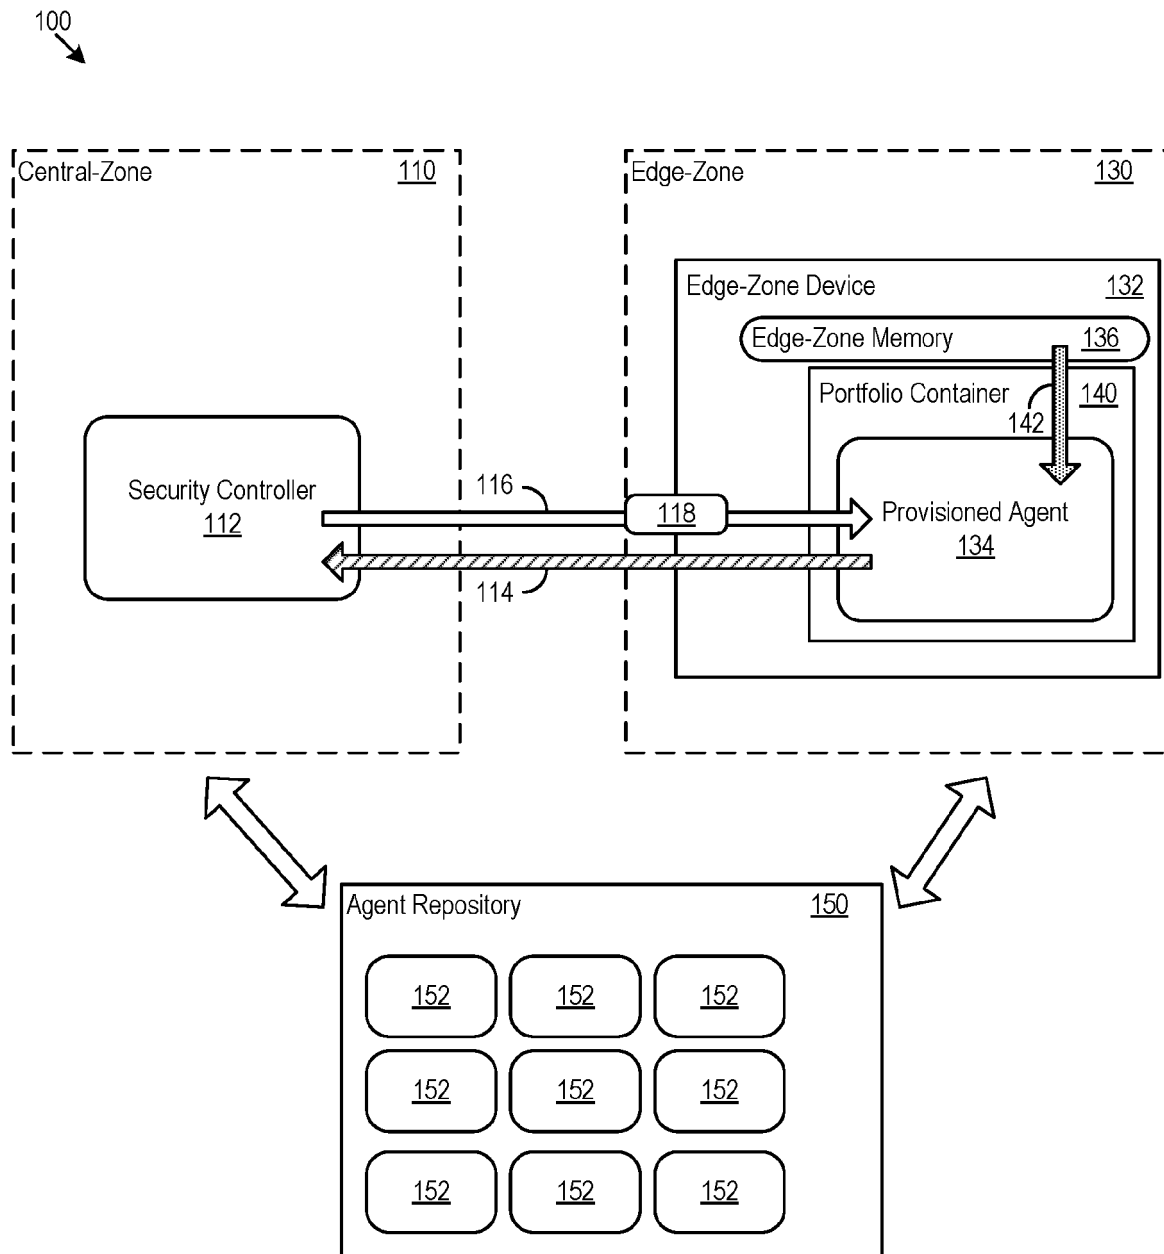 100
Central-Zone 110
Edge-Zone 130
Edge-Zone Device 132
Edge-Zone Memory 136
Portfolio Container 140
142
Security Controller
112
116
118
Provisioned Agent
134
114
Agent Repository 150
152 152 152
152 152 152
152 152 152